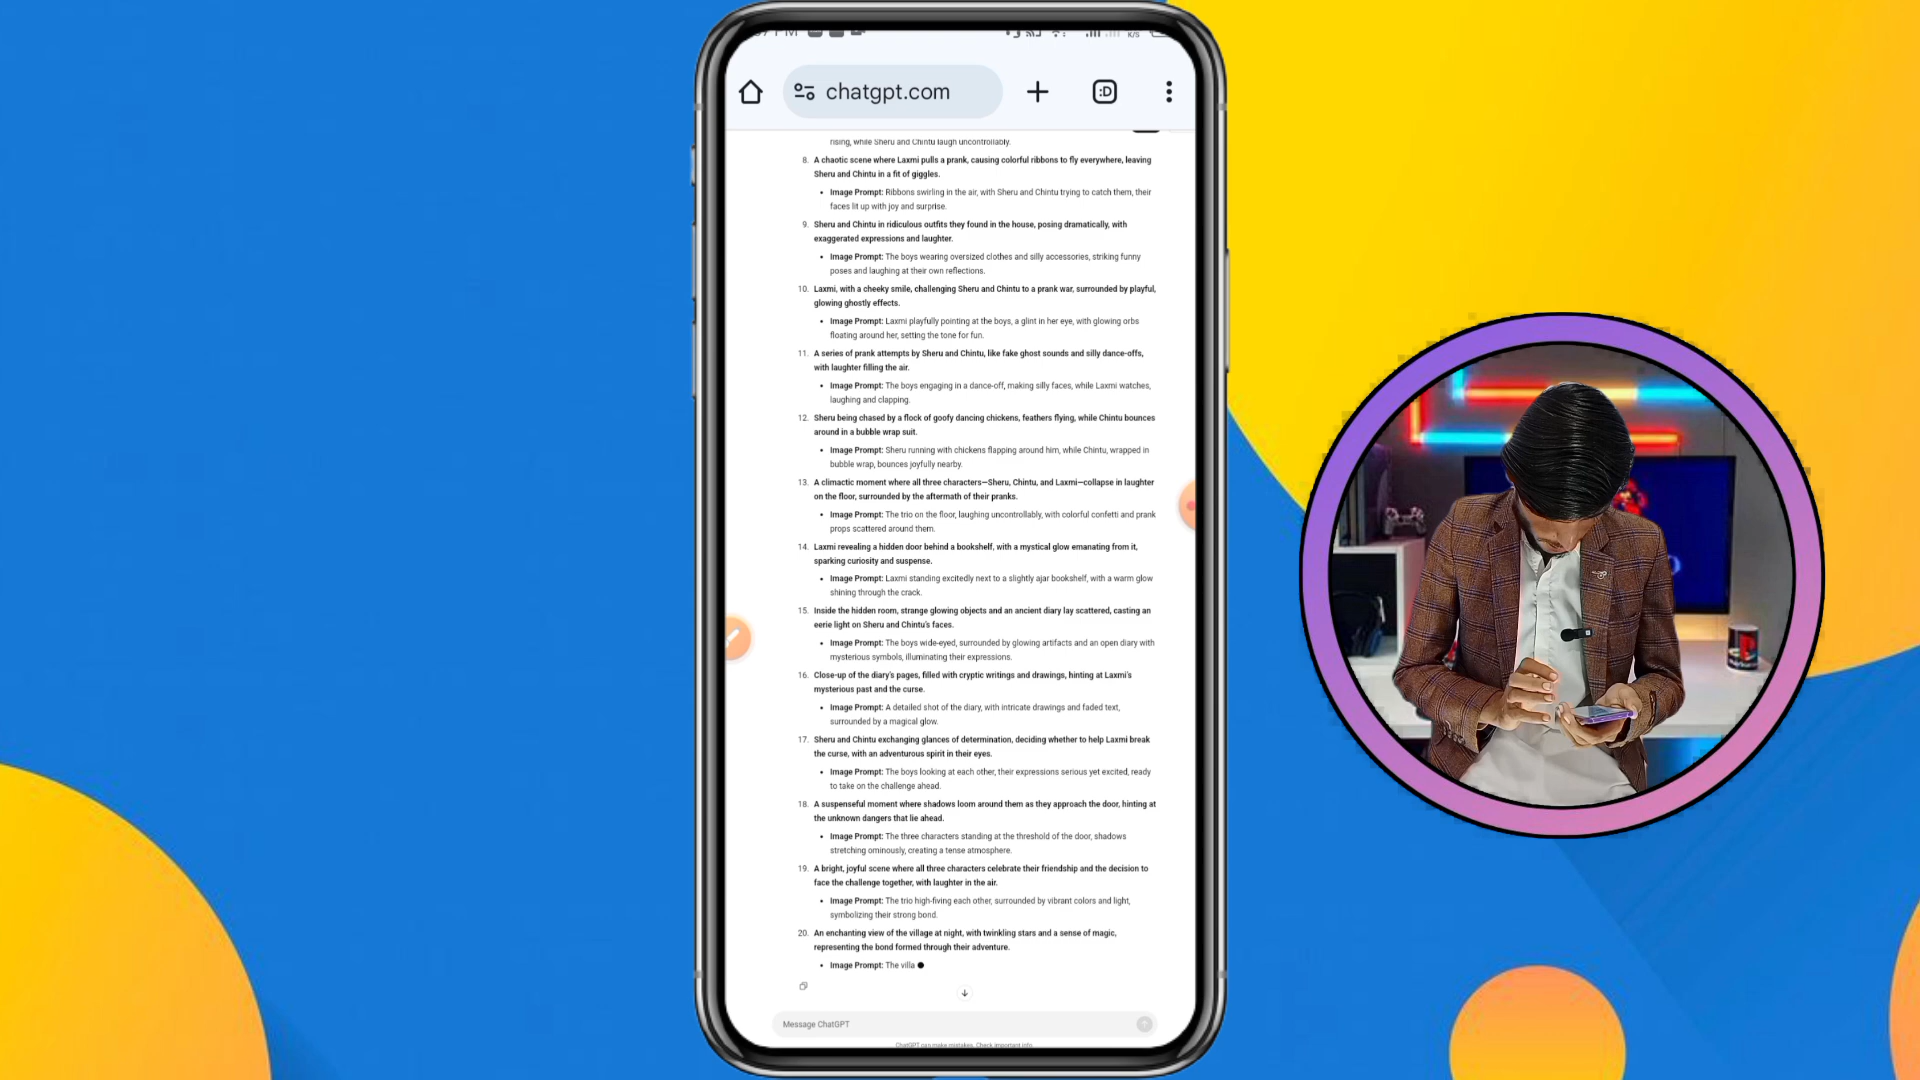 7 PM
K/S
chatgpt.com
:D
rising, while Sheru and Chintu laugh uncontrollably.
8. A chaotic scene where Laxmi pulls a prank, causing colorful ribbons to fly everywhere, leaving
Sheru and Chintu in a fit of giggles.
• Image Prompt: Ribbons swirling in the air, with Sheru and Chintu trying to catch them, their
faces lit up with joy and surprise.
9. Sheru and Chintu in ridiculous outfits they found in the house, posing dramatically, with
exaggerated expressions and laughter.
• Image Prompt: The boys wearing oversized clothes and silly accessories, striking funny
poses and laughing at their own reflections.
10. Laxmi, with a cheeky smile, challenging Sheru and Chintu to a prank war, surrounded by playful,
glowing ghostly effects.
• Image Prompt: Laxmi playfully pointing at the boys, a glint in her eye, with glowing orbs
floating around her, setting the tone for fun.
11. A series of prank attempts by Sheru and Chintu, like fake ghost sounds and silly dance-offs,
with laughter filling the air.
• Image Prompt: The boys engaging in a dance-off, making silly faces, while Laxmi watches,
laughing and clapping.
12. Sheru being chased by a flock of goofy dancing chickens, feathers flying, while Chintu bounces
around in a bubble wrap suit.
• Image Prompt: Sheru running with chickens flapping around him, while Chintu, wrapped in
bubble wrap, bounces joyfully nearby.
13. A climactic moment where all three characters—Sheru, Chintu, and Laxmi—collapse in laughter
on the floor, surrounded by the aftermath of their pranks.
• Image Prompt: The trio on the floor, laughing uncontrollably, with colorful confetti and prank
props scattered around them.
14. Laxmi revealing a hidden door behind a bookshelf, with a mystical glow emanating from it,
sparking curiosity and suspense.
• Image Prompt: Laxmi standing excitedly next to a slightly ajar bookshelf, with a warm glow
shining through the crack.
15. Inside the hidden room, strange glowing objects and an ancient diary lay scattered, casting an
eerie light on Sheru and Chintu's faces.
• Image Prompt: The boys wide-eyed, surrounded by glowing artifacts and an open diary with
mysterious symbols, illuminating their expressions.
16. Close-up of the diary's pages, filled with cryptic writings and drawings, hinting at Laxmi's
mysterious past and the curse.
• Image Prompt: A detailed shot of the diary, with intricate drawings and faded text,
surrounded by a magical glow.
17. Sheru and Chintu exchanging glances of determination, deciding whether to help Laxmi break
the curse, with an adventurous spirit in their eyes.
• Image Prompt: The boys looking at each other, their expressions serious yet excited, ready
to take on the challenge ahead.
18. A suspenseful moment where shadows loom around them as they approach the door, hinting at
the unknown dangers that lie ahead.
• Image Prompt: The three characters standing at the threshold of the door, shadows
stretching ominously, creating a tense atmosphere.
19. A bright, joyful scene where all three characters celebrate their friendship and the decision to
face the challenge together, with laughter in the air.
• Image Prompt: The trio high-fiving each other, surrounded by vibrant colors and light,
symbolizing their strong bond.
20. An enchanting view of the village at night, with twinkling stars and a sense of magic,
representing the bond formed through their adventure.
• Image Prompt: The villa
Message ChatGPT
ChatGPT can make mistakes. Check important info.